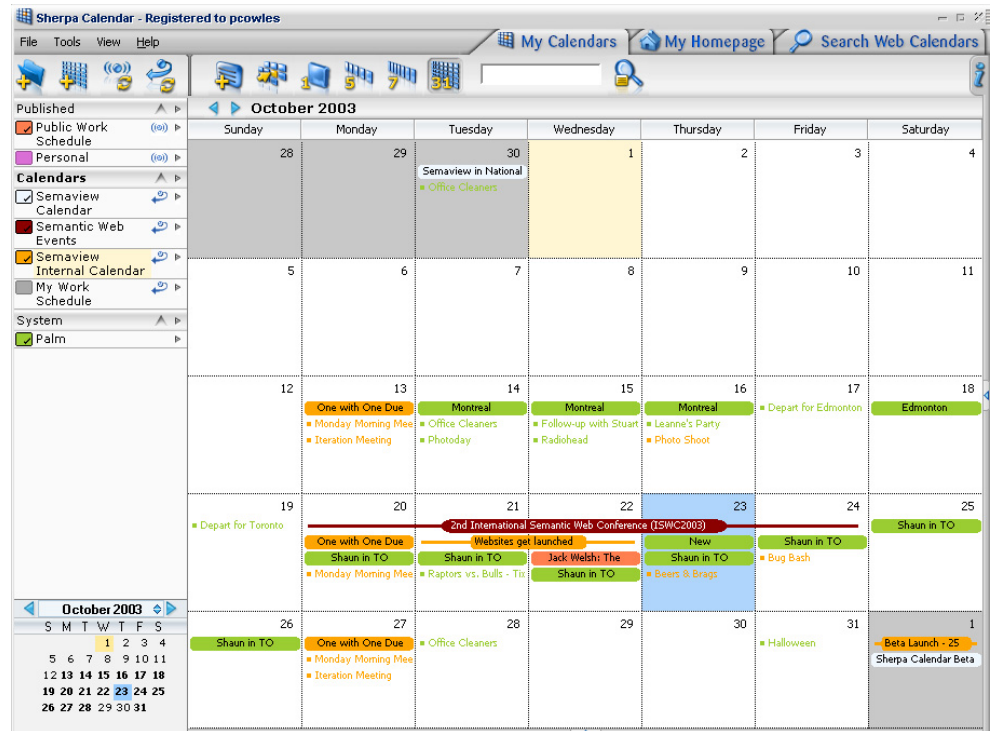 Sherpa Calendar - Registered to pcowles
File Tools View Help
My Calendars
My Homepage
Search Web Calendars
1 5 7 31
Published
Public Work
Schedule
Personal
Calendars
Semaview
Calendar
Semantic Web
Events
Semaview
Internal Calendar
My Work
Schedule
System
Palm
October 2003
S M T W T F S
1 2 3 4
5 6 7 8 9 10 11
12 13 14 15 16 17 18
19 20 21 22 23 24 25
26 27 28 29 30 31
October 2003
Sunday Monday Tuesday Wednesday Thursday Friday Saturday
28 29 30 1 2 3 4
Semaview in National
Office Cleaners
5 6 7 8 9 10 11
12 13 14 15 16 17 18
One with One Due Montreal Montreal Montreal Depart for Edmonton Edmonton
Monday Morning Mee Office Cleaners Follow-up with Stuart Leanne's Party
Iteration Meeting Photoday Radiohead Photo Shoot
19 20 21 22 23 24 25
Depart for Toronto 2nd International Semantic Web Conference (ISWC2003) Shaun in TO
One with One Due Websites get launched New Shaun in TO
Shaun in TO Shaun in TO Jack Welsh: The Shaun in TO Bug Bash
Monday Morning Mee Raptors vs. Bulls - Tix Shaun in TO Beers & Brags
26 27 28 29 30 31 1
Shaun in TO One with One Due Office Cleaners Halloween Beta Launch - 25
Monday Morning Mee Sherpa Calendar Beta
Iteration Meeting